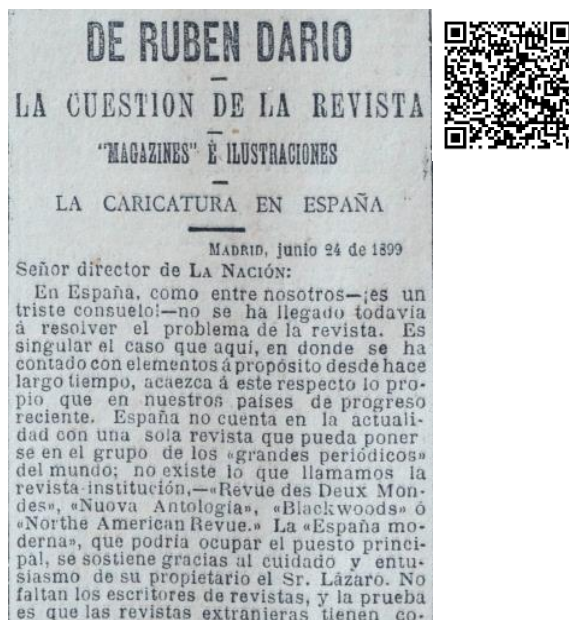 DE RUBEN DARIO
LA CUESTION DE LA REVISTA
"MAGAZINES" É ILUSTRACIONES
LA CARICATURA EN ESPAÑA
MADRID, junio 24 de 1899
Señor director de LA NACIÓN:
En España, como entre nosotros—¡es un
triste consuelo!—no se ha llegado todavía
á resolver el problema de la revista. Es
singular el caso que aquí, en donde se ha
contado con elementos á propósito desde hace
largo tiempo, acaezca á este respecto lo pro-
pio que en nuestros países de progreso
reciente. España no cuenta en la actuali-
dad con una sola revista que pueda poner
se en el grupo de los «grandes periódicos»
del mundo; no existe lo que llamamos la
revista-institución,—«Revue des Deux Mon-
des», «Nuova Antología», «Blackwoods» ó
«Northe American Revue.» La «España mo-
derna», que podría ocupar el puesto princi-
pal, se sostiene gracias al cuidado y entu-
siasmo de su propietario el Sr. Lázaro. No
faltan los escritores de revistas, y la prueba
es que las revistas extranjeras tienen co-